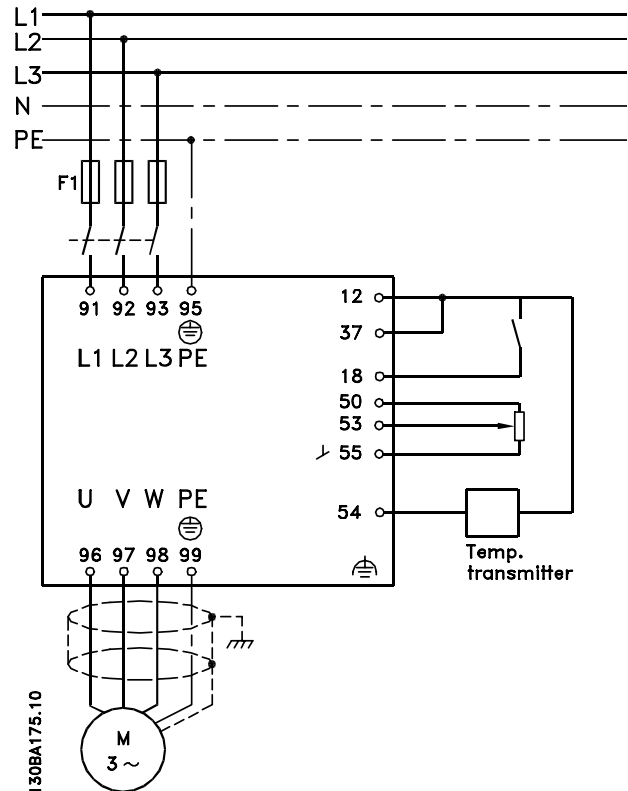 L1
L2
L3
N
PE
F1
91 92 93 95
L1 L2 L3 PE
12
37
18
50
53
55
54
U V W PE
96 97 98 99
Temp.
transmitter
M
3 ~
130BA175.10